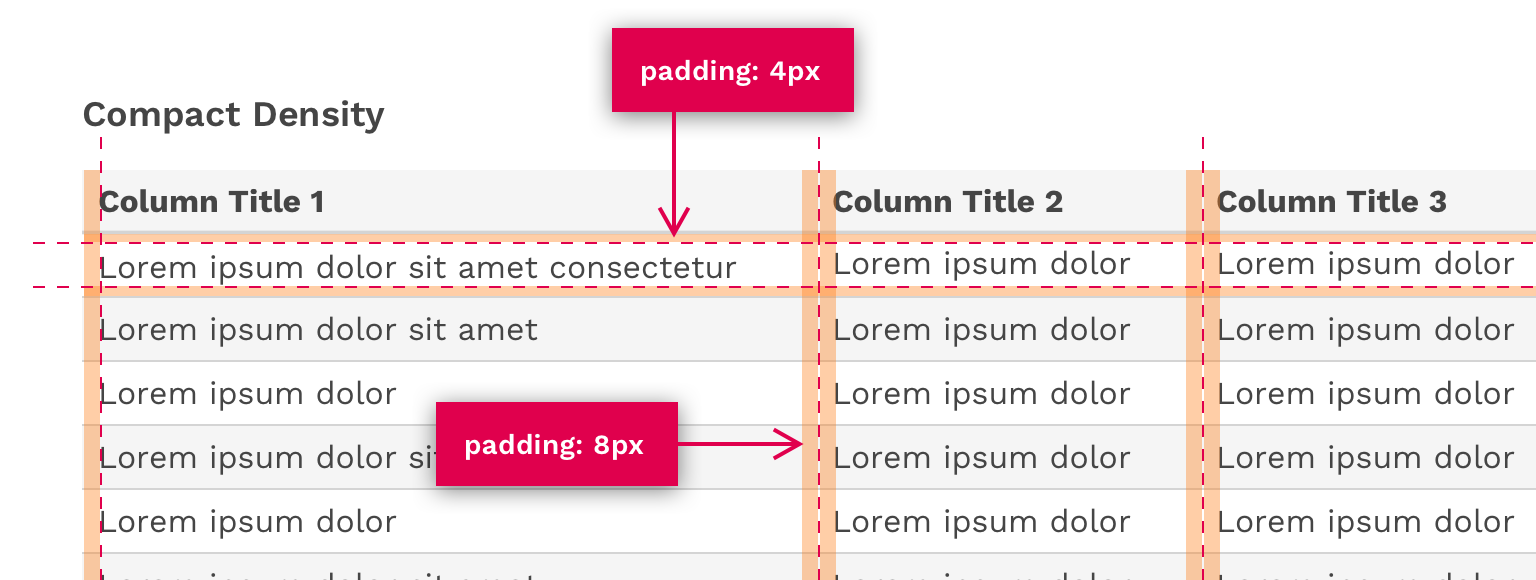 padding: 4px
Compact Density
Column Title 1 Column Title 2 Column Title 3
Lorem ipsum dolor sit amet consectetur Lorem ipsum dolor Lorem ipsum dolor
Lorem ipsum dolor sit amet Lorem ipsum dolor Lorem ipsum dolor
Lorem ipsum dolor Lorem ipsum dolor Lorem ipsum dolor
padding: 8px
Lorem ipsum dolor Lorem ipsum dolor Lorem ipsum dolor
Lorem ipsum dolor Lorem ipsum dolor Lorem ipsum dolor